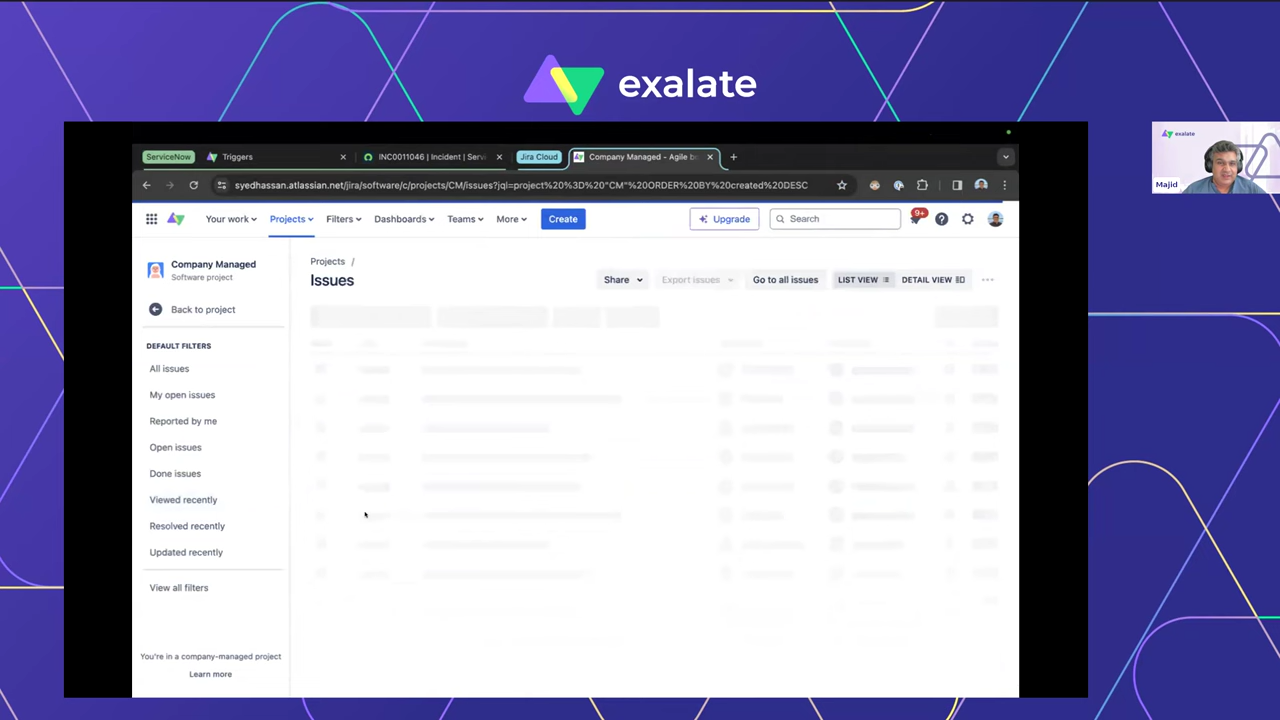 exalate
ServiceNow
Triggers
INC0011046 | Incident | Servi
Jira Cloud
Company Managed - Agile b
syedhassan.atlassian.net/jira/software/c/projects/CM/issues?jql=project%20%3D%20"CM"%20ORDER%20BY%20created%20DESC
Your work
Projects
Filters
Dashboards
Teams
More
Create
Upgrade
Search
9+
exalate
Majid
Company Managed
Software project
Back to project
DEFAULT FILTERS
All issues
My open issues
Reported by me
Open issues
Done issues
Viewed recently
Resolved recently
Updated recently
View all filters
You're in a company-managed project
Learn more
Projects /
Issues
Share
Export issues
Go to all issues
LIST VIEW
DETAIL VIEW